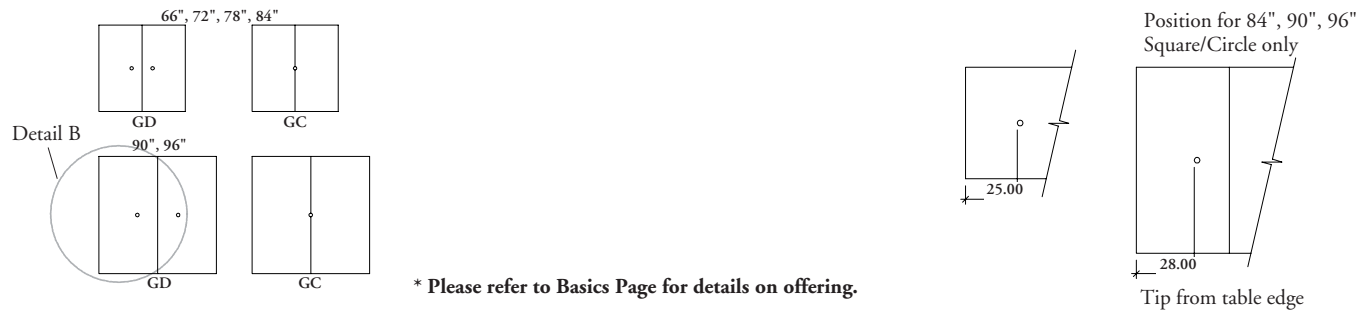 66", 72", 78", 84"
GD
GC
Detail B
90", 96"
GD
GC
* Please refer to Basics Page for details on offering.
25.00
Position for 84", 90", 96"
Square/Circle only
28.00
Tip from table edge